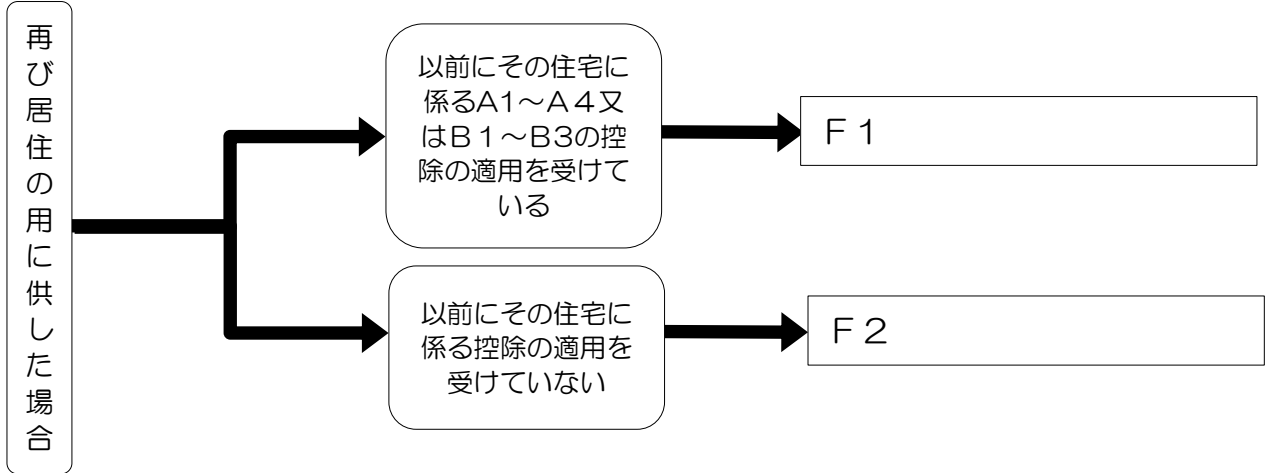 再び居住の用に供した場合
以前にその住宅に
係るA1～A４又
はＢ１～Ｂ3の控
除の適用を受けて
いる
Ｆ１
以前にその住宅に
係る控除の適用を
受けていない
Ｆ２